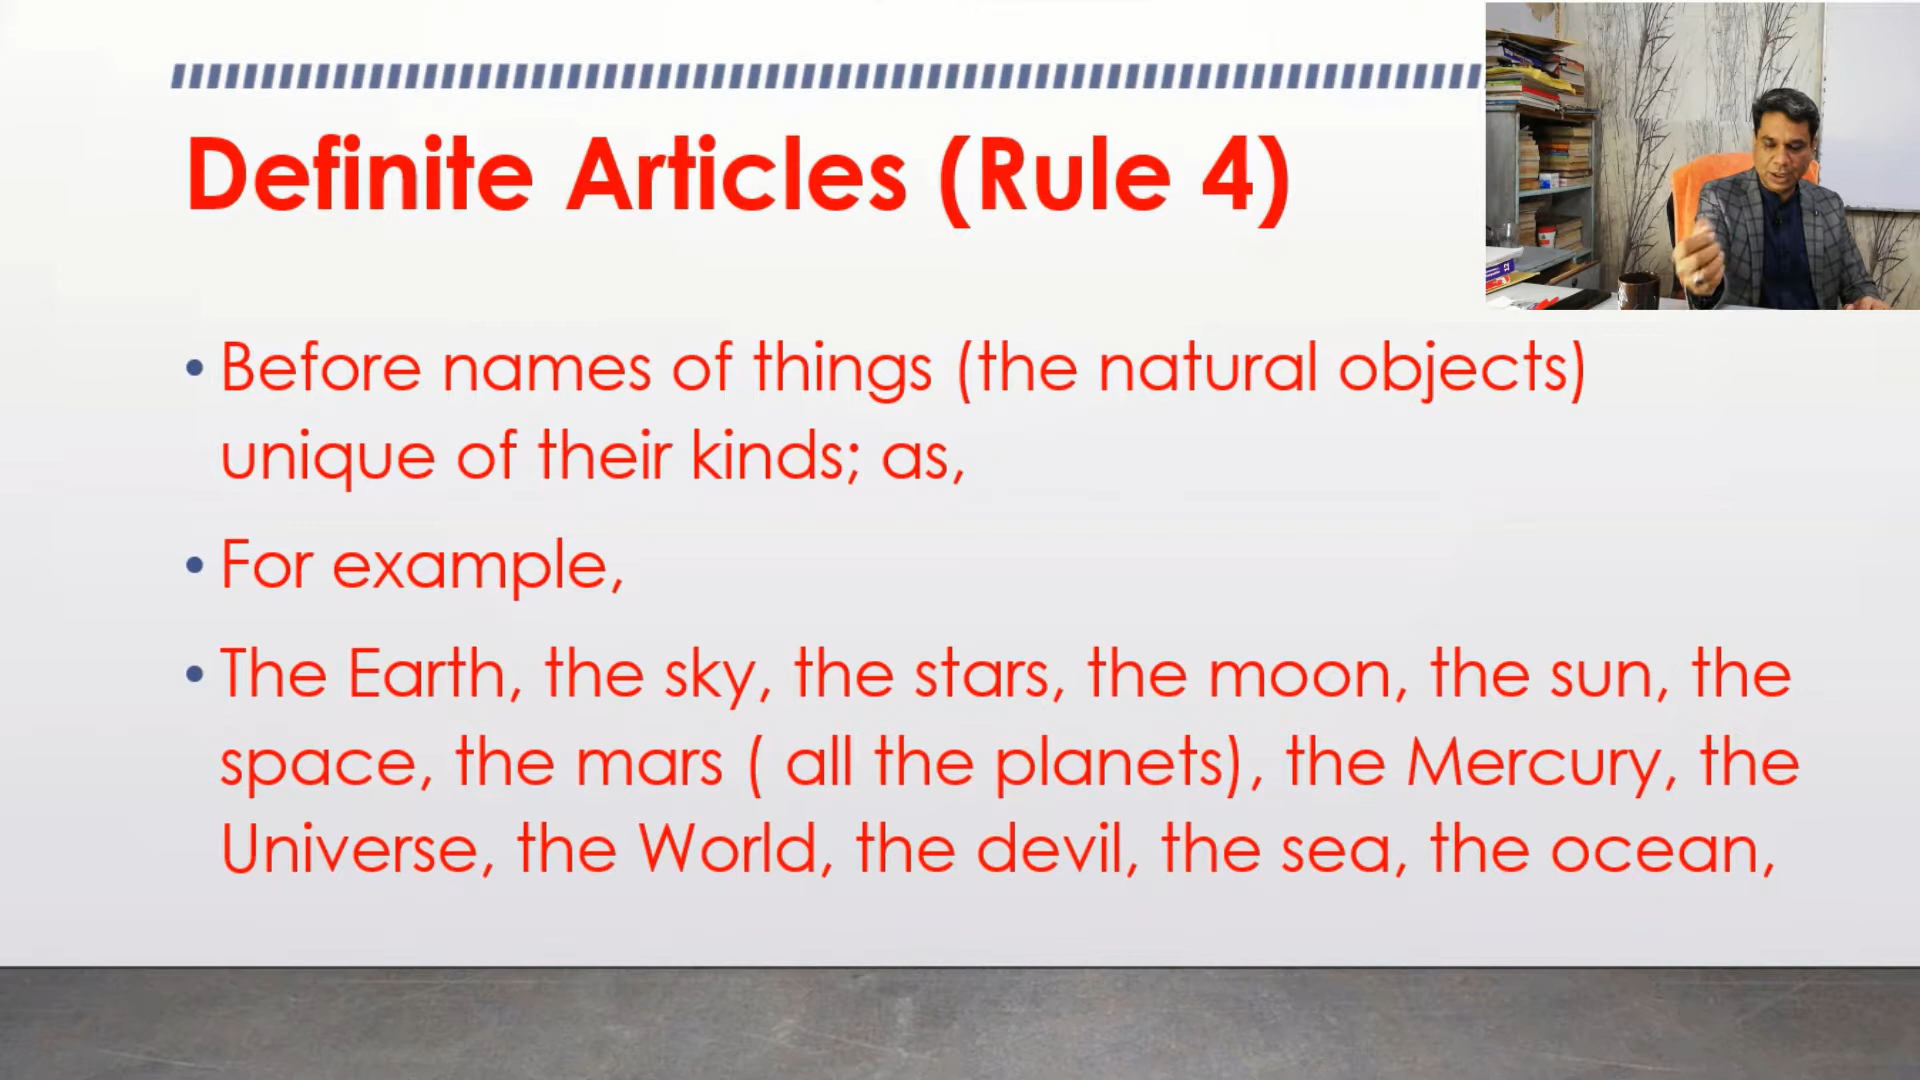 Definite Articles (Rule 4)
• Before names of things (the natural objects)
unique of their kinds; as,
• For example,
• The Earth, the sky, the stars, the moon, the sun, the
space, the mars ( all the planets), the Mercury, the
Universe, the World, the devil, the sea, the ocean,